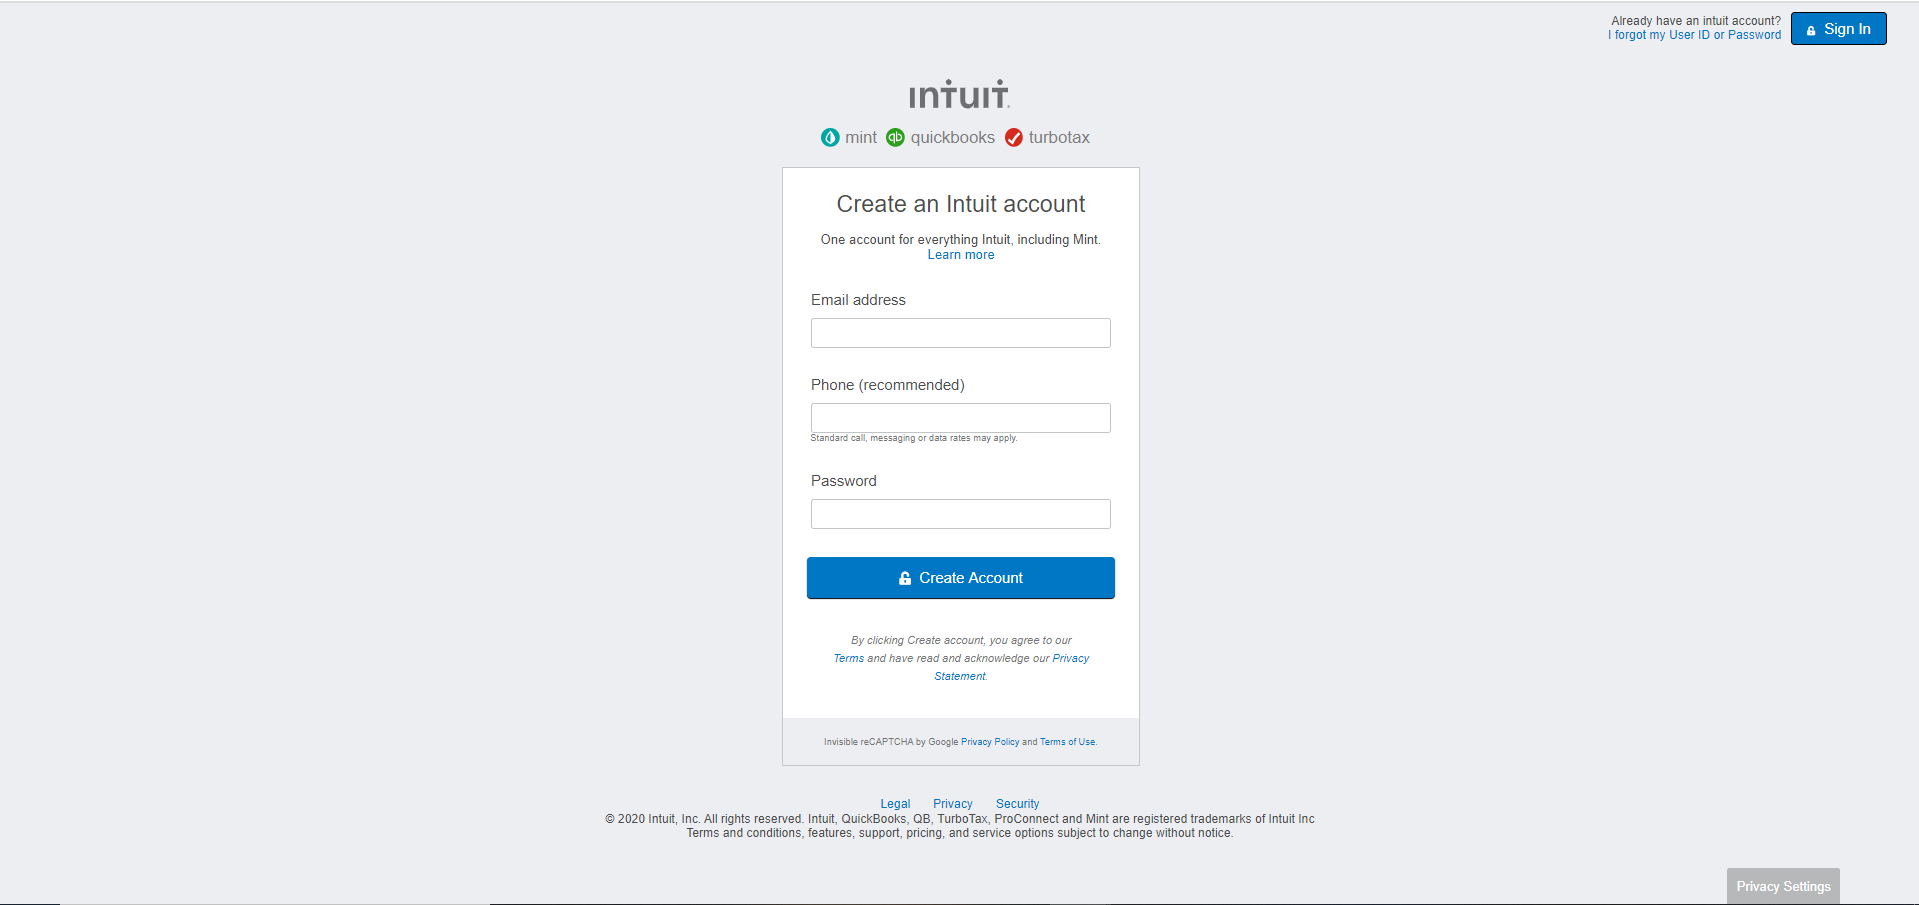 Already have an intuit account?
I forgot my User ID or Password
Sign In
intuit.
mint quickbooks turbotax
Create an Intuit account
One account for everything Intuit, including Mint.
Learn more
Email address
Phone (recommended)
Standard call, messaging or data rates may apply.
Password
Create Account
By clicking Create account, you agree to our
Terms and have read and acknowledge our Privacy
Statement.
Invisible reCAPTCHA by Google Privacy Policy and Terms of Use.
Legal Privacy Security
© 2020 Intuit, Inc. All rights reserved. Intuit, QuickBooks, QB, TurboTax, ProConnect and Mint are registered trademarks of Intuit Inc
Terms and conditions, features, support, pricing, and service options subject to change without notice.
Privacy Settings